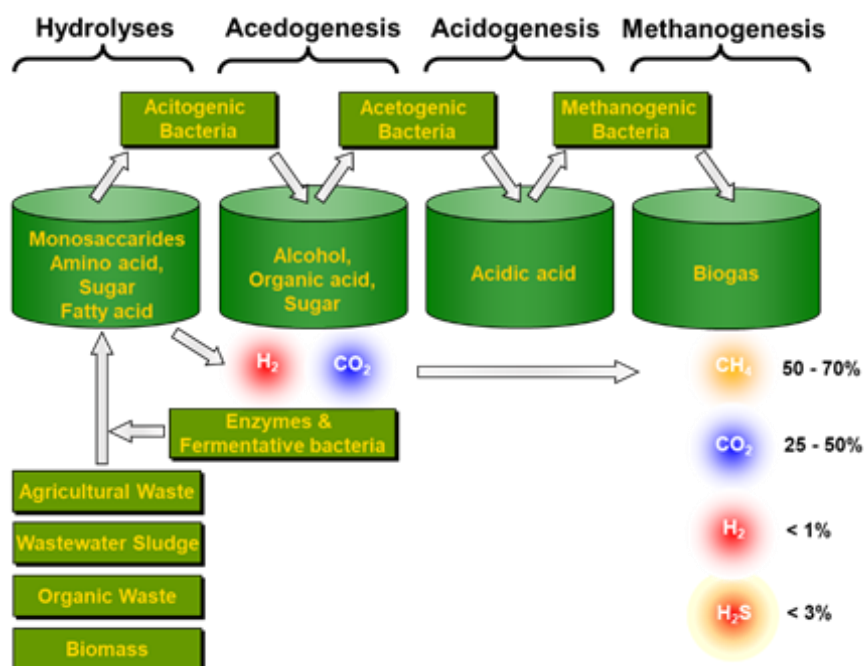 Hydrolyses
Acedogenesis
Acidogenesis
Methanogenesis
Acitogenic
Bacteria
Acetogenic
Bacteria
Methanogenic
Bacteria
Monosaccarides
Amino acid,
Sugar
Fatty acid
Alcohol,
Organic acid,
Sugar
Acidic acid
Biogas
H₂
CO₂
CH₄
50 - 70%
Enzymes &
Fermentative bacteria
CO₂
25 - 50%
Agricultural Waste
Wastewater Sludge
H₂
< 1%
Organic Waste
H₂S
< 3%
Biomass